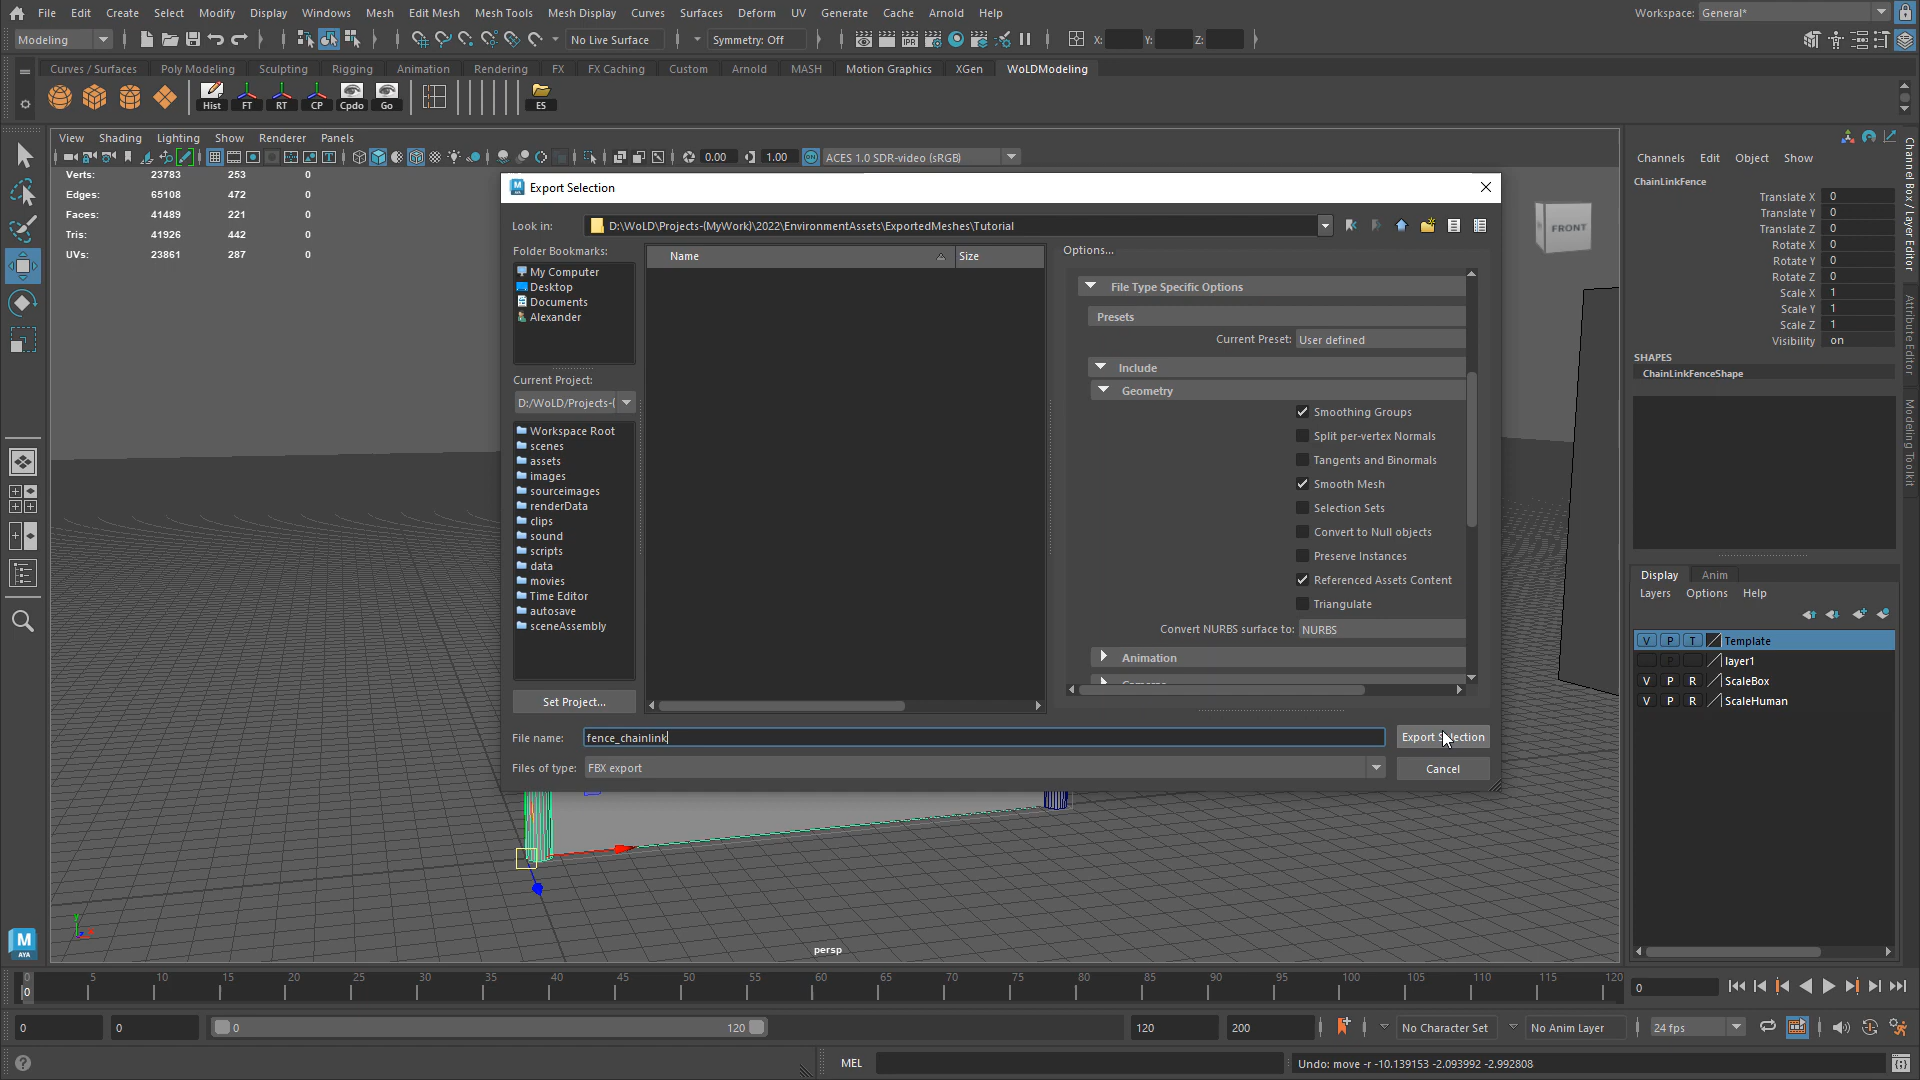 File Edit Create Select Modify Display Windows Mesh Edit Mesh Mesh Tools Mesh Display Curves Surfaces Deform UV Generate Cache Arnold Help Workspace: General*
Modeling No Live Surface Symmetry: Off X: Y: Z:
Curves / Surfaces Poly Modeling Sculpting Rigging Animation Rendering FX FX Caching Custom Arnold MASH Motion Graphics XGen WoLDModeling
Hist FT RT CP Cpdo Go ES
View Shading Lighting Show Renderer Panels
0.00 1.00 ACES 1.0 SDR-video (sRGB)
Verts: 23783 253 0
Edges: 65108 472 0
Faces: 41489 221 0
Tris: 41926 442 0
UVs: 23861 287 0
FRONT
persp
Export Selection
Look in: D:\WoLD\Projects-(MyWork)\2022\EnvironmentAssets\ExportedMeshes\Tutorial
Folder Bookmarks:
My Computer
Desktop
Documents
Alexander
Current Project:
D:/WoLD/Projects-(
Workspace Root
scenes
assets
images
sourceimages
renderData
clips
sound
scripts
data
movies
Time Editor
autosave
sceneAssembly
Set Project...
Name Size
Options...
File Type Specific Options
Presets
Current Preset: User defined
Include
Geometry
Smoothing Groups
Split per-vertex Normals
Tangents and Binormals
Smooth Mesh
Selection Sets
Convert to Null objects
Preserve Instances
Referenced Assets Content
Triangulate
Convert NURBS surface to: NURBS
Animation
File name: fence_chainlink
Export Selection
Files of type: FBX export
Cancel
Channels Edit Object Show
ChainLinkFence
Translate X 0
Translate Y 0
Translate Z 0
Rotate X 0
Rotate Y 0
Rotate Z 0
Scale X 1
Scale Y 1
Scale Z 1
Visibility on
SHAPES
ChainLinkFenceShape
Channel Box / Layer Editor
Attribute Editor
Modeling Toolkit
Display Anim
Layers Options Help
V P T Template
P layer1
V P R ScaleBox
V P R ScaleHuman
M
AYA
0 5 10 15 20 25 30 35 40 45 50 55 60 65 70 75 80 85 90 95 100 105 110 115 120
0 0
0 0 0 120 120 200 No Character Set No Anim Layer 24 fps
MEL Undo: move -r -10.139153 -2.093992 -2.992808